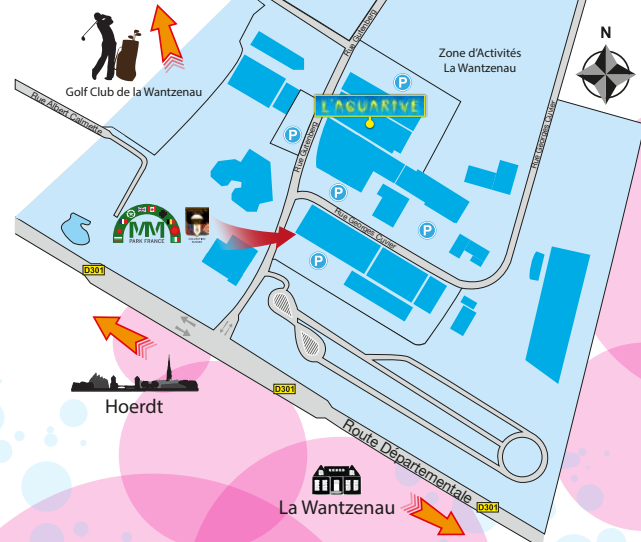 Rue Gutenberg
N
Zone d'Activités
La Wantzenau
P
Golf Club de la Wantzenau
Rue Albert Calmette
L'AQUARIVE
Rue Georges Cuvier
P
Rue Gutenberg
P
MM
PARK FRANCE
Rue Georges Cuvier
P
P
D301
Hoerdt
D301
Route Départementale
La Wantzenau
D301